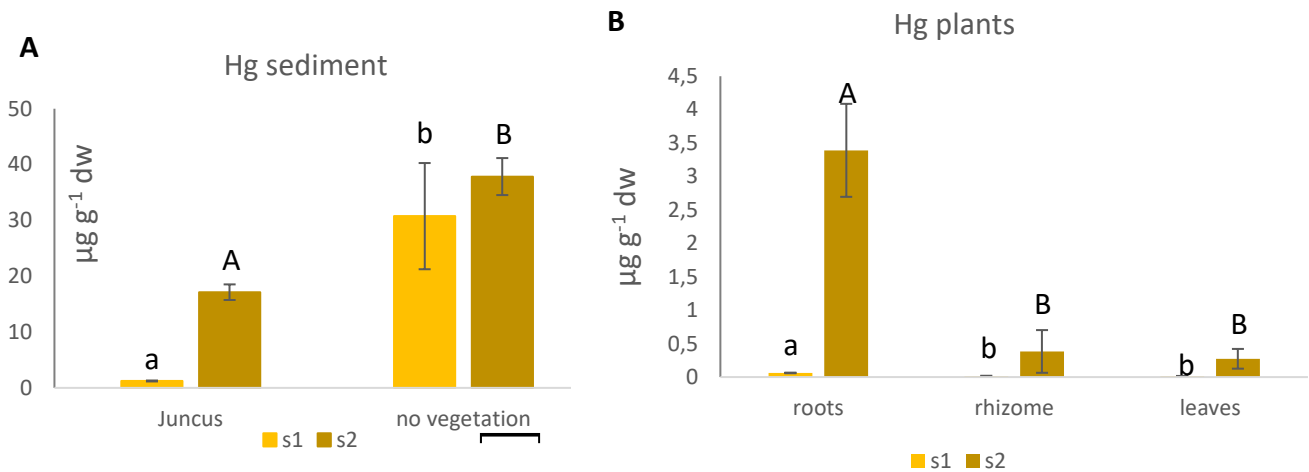 A
Hg sediment
50
40
30
20
10
0
µg g-1 dw
a
A
b
B
Juncus
no vegetation
s1 s2
B
Hg plants
4,5
4
3,5
3
2,5
2
1,5
1
0,5
0
µg g-1 dw
a
A
b
B
b
B
roots
rhizome
leaves
s1 s2